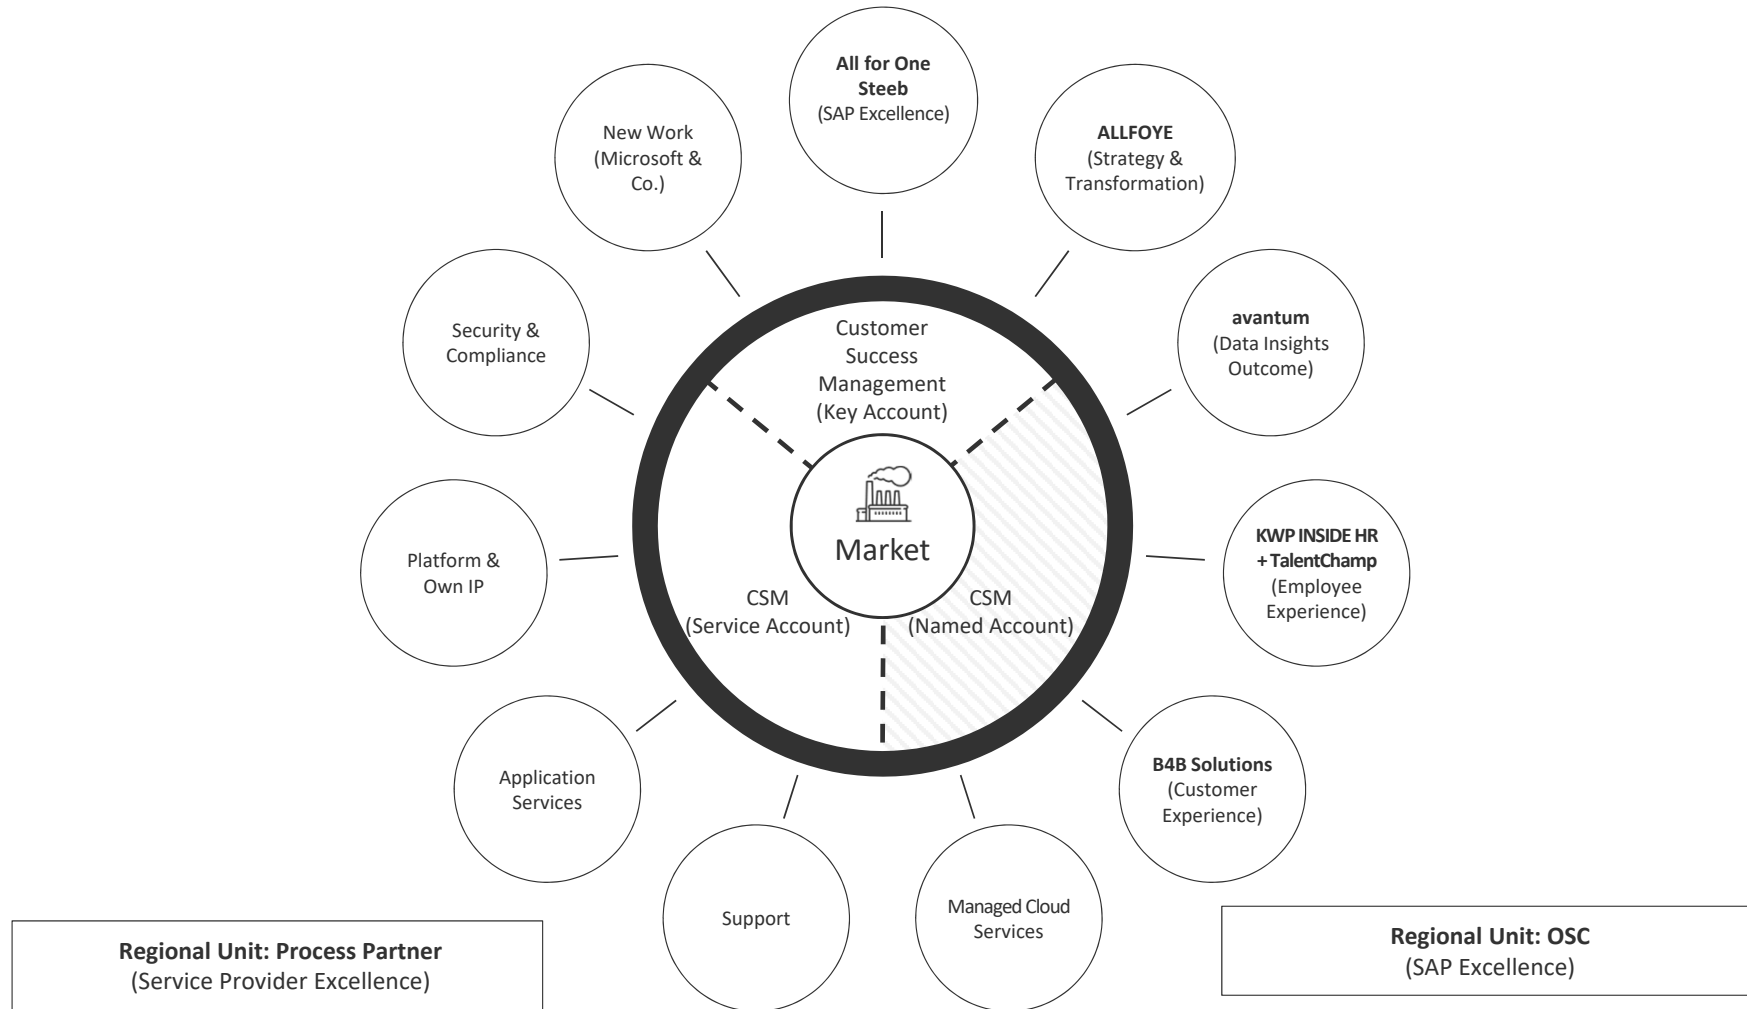 All for One
Steeb
(SAP Excellence)
New Work
(Microsoft &
Co.)
ALLFOYE
(Strategy &
Transformation)
Security &
Compliance
avantum
(Data Insights
Outcome)
Customer
Success
Management
(Key Account)
Market
Platform &
Own IP
KWP INSIDE HR
+ TalentChamp
(Employee
Experience)
CSM
(Service Account)
CSM
(Named Account)
Application
Services
B4B Solutions
(Customer
Experience)
Support
Managed Cloud
Services
Regional Unit: Process Partner
(Service Provider Excellence)
Regional Unit: OSC
(SAP Excellence)